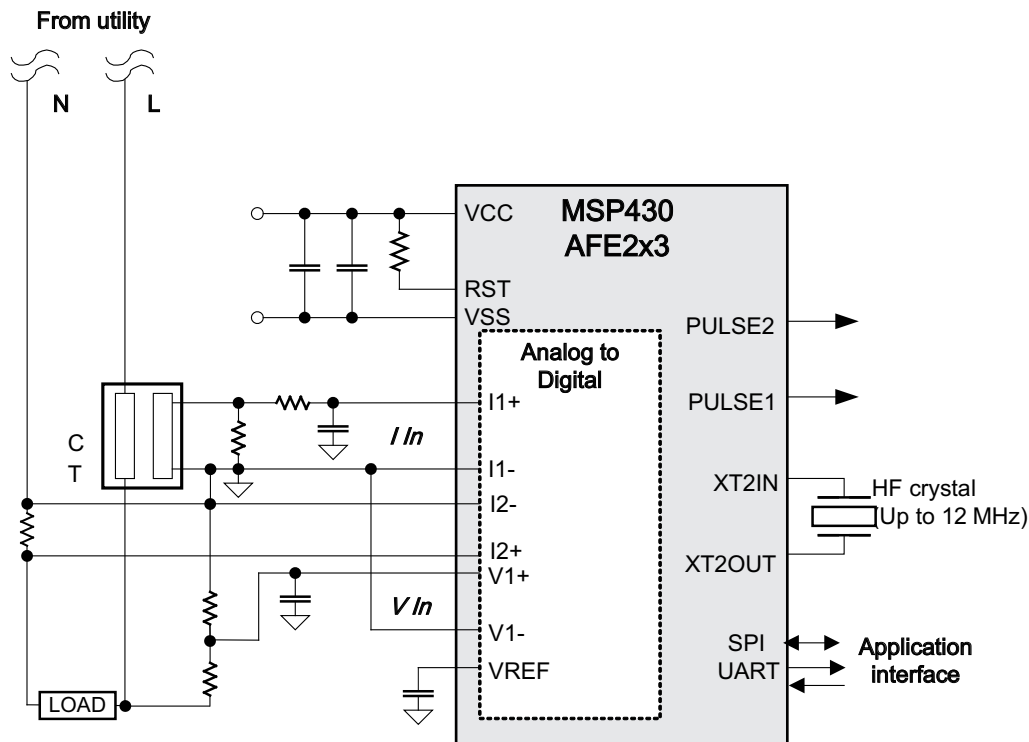 From utility
N
L
MSP430
AFE2x3
VCC
RST
VSS
PULSE2
Analog to
Digital
PULSE1
I1+
I In
C
T
I1-
XT2IN
HF crystal
(Up to 12 MHz)
I2-
I2+
XT2OUT
V1+
V In
V1-
SPI
Application
interface
UART
VREF
LOAD